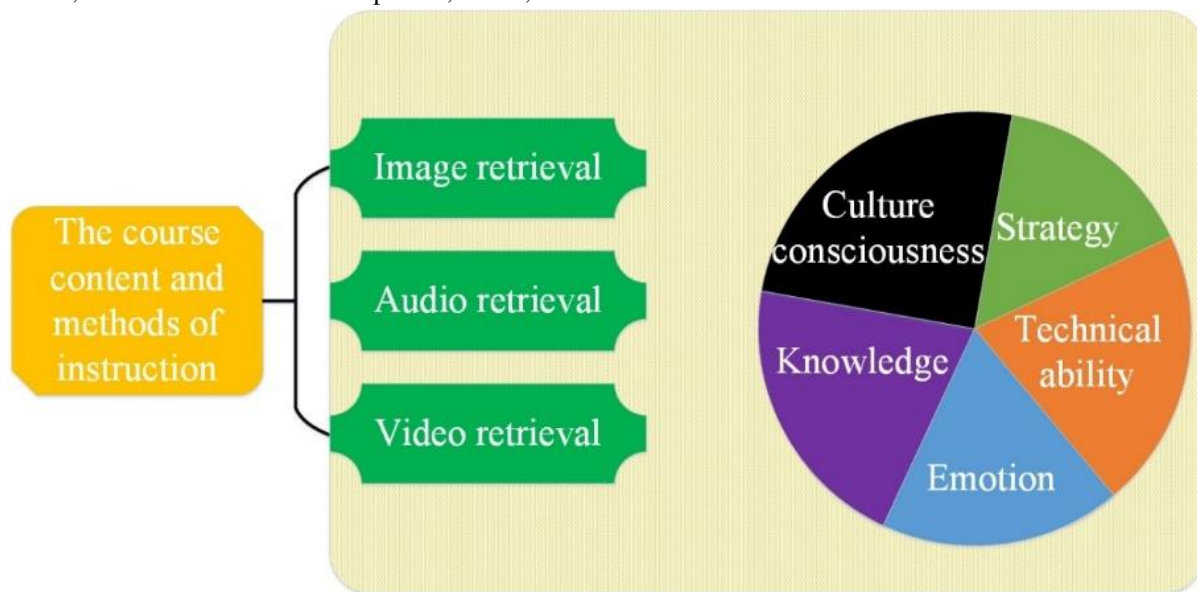 The course
content and
methods of
instruction
Image retrieval
Audio retrieval
Video retrieval
Culture
consciousness
Strategy
Technical
ability
Knowledge
Emotion